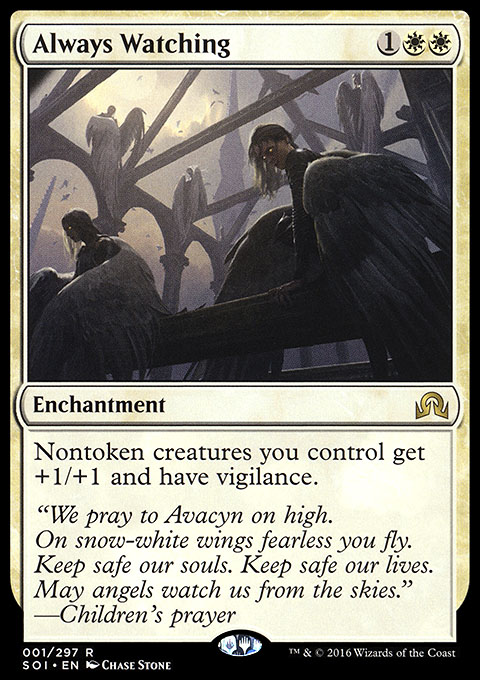 Always Watching 1
Enchantment
Nontoken creatures you control get
+1/+1 and have vigilance.
“We pray to Avacyn on high.
On snow-white wings fearless you fly.
Keep safe our souls. Keep safe our lives.
May angels watch us from the skies.”
—Children’s prayer
001/297 R
SOI • EN Chase Stone
™ & © 2016 Wizards of the Coast